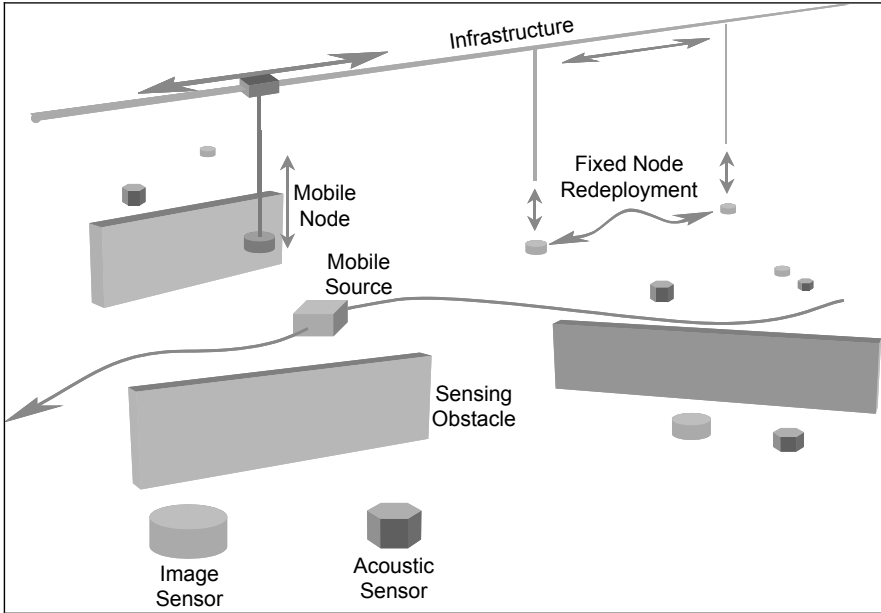 Infrastructure
Fixed Node
Redeployment
Mobile
Node
Mobile
Source
Sensing
Obstacle
Image
Sensor
Acoustic
Sensor